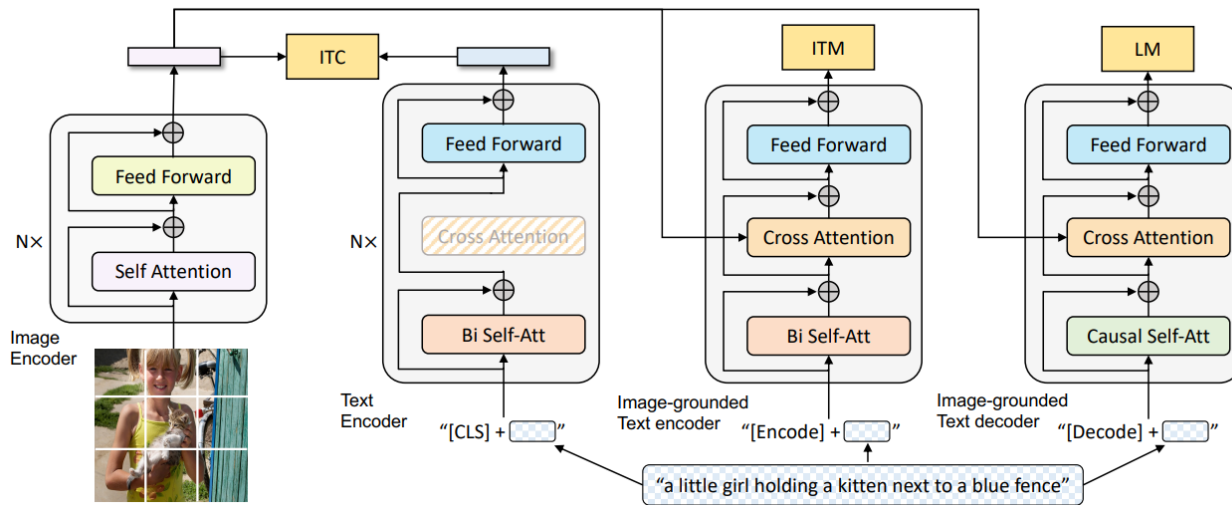 ITC
ITM
LM
Feed Forward
Self Attention
N×
Image
Encoder
Feed Forward
Cross Attention
Bi Self-Att
N×
Text
Encoder
"[CLS] + "
Feed Forward
Cross Attention
Bi Self-Att
Image-grounded
Text encoder
"[Encode] + "
Feed Forward
Cross Attention
Causal Self-Att
Image-grounded
Text decoder
"[Decode] + "
"a little girl holding a kitten next to a blue fence"